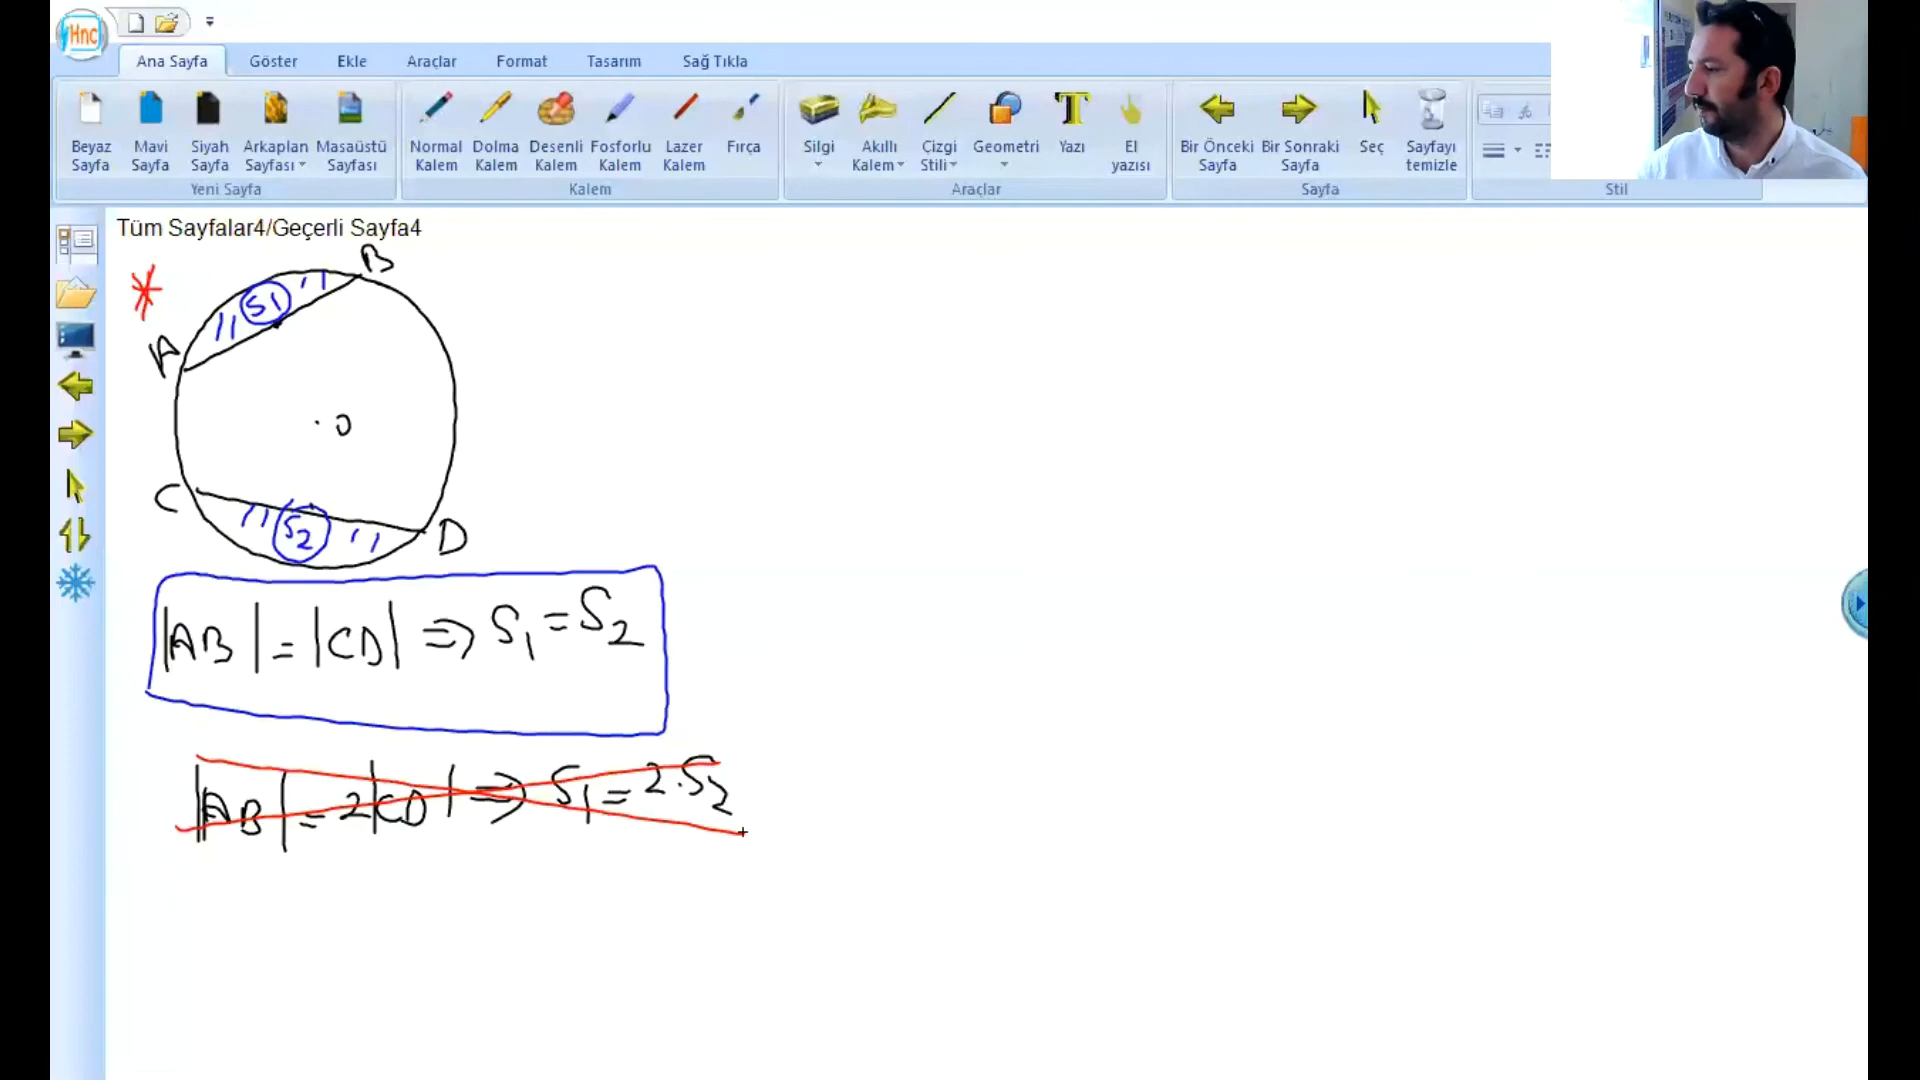 Hnc
Ana Sayfa Göster Ekle Araçlar Format Tasarım Sağ Tıkla
Beyaz Sayfa Mavi Sayfa Siyah Sayfa Arkaplan Sayfası Masaüstü Sayfası
Yeni Sayfa
Normal Kalem Dolma Kalem Desenli Kalem Fosforlu Kalem Lazer Kalem Fırça
Kalem
Silgi Akıllı Kalem Çizgi Stili Geometri Yazı El yazısı
Araçlar
Bir Önceki Sayfa Bir Sonraki Sayfa Seç Sayfayı temizle
Sayfa
Stil
Tüm Sayfalar4/Geçerli Sayfa4
B
S1
A
O
C
S2
D
|AB| = |CD| ⇒ S1 = S2
|AB| = 2|CD| ⇒ S1 = 2.S2